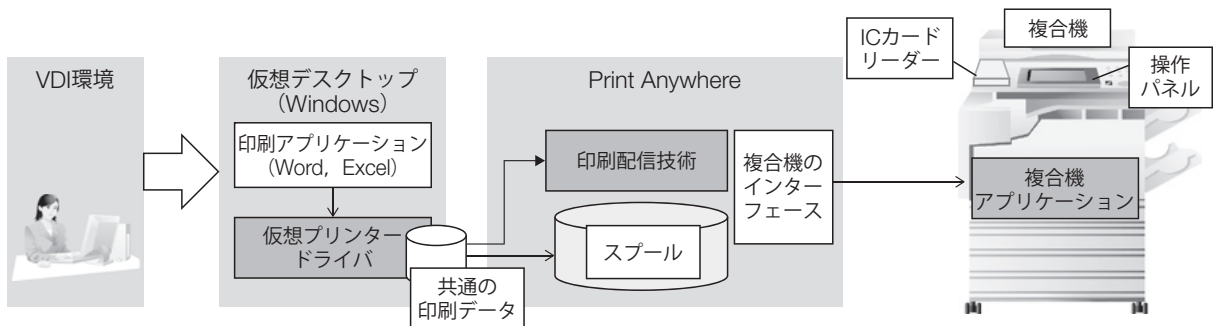 VDI環境
仮想デスクトップ
（Windows）
印刷アプリケーション
（Word，Excel）
仮想プリンター
ドライバ
共通の
印刷データ
Print Anywhere
印刷配信技術
スプール
複合機の
インター
フェース
ICカード
リーダー
複合機
操作
パネル
複合機
アプリケーション